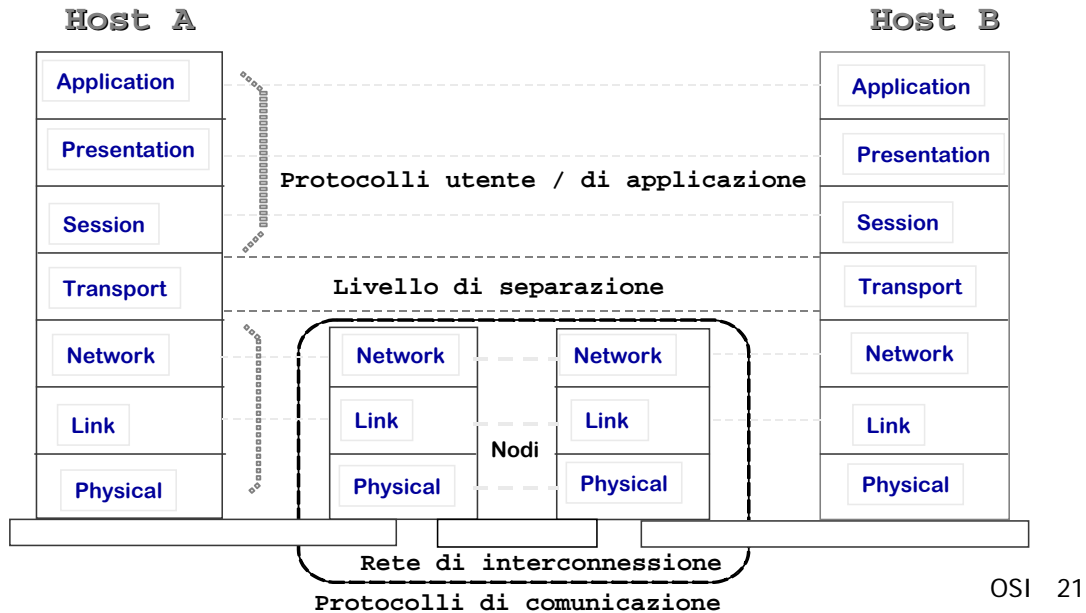 Host A
Host B
Application
Application
Presentation
Presentation
Protocolli utente / di applicazione
Session
Session
Transport
Livello di separazione
Transport
Network
Network
Network
Network
Link
Link
Link
Link
Nodi
Physical
Physical
Physical
Physical
Rete di interconnessione
Protocolli di comunicazione
OSI 21